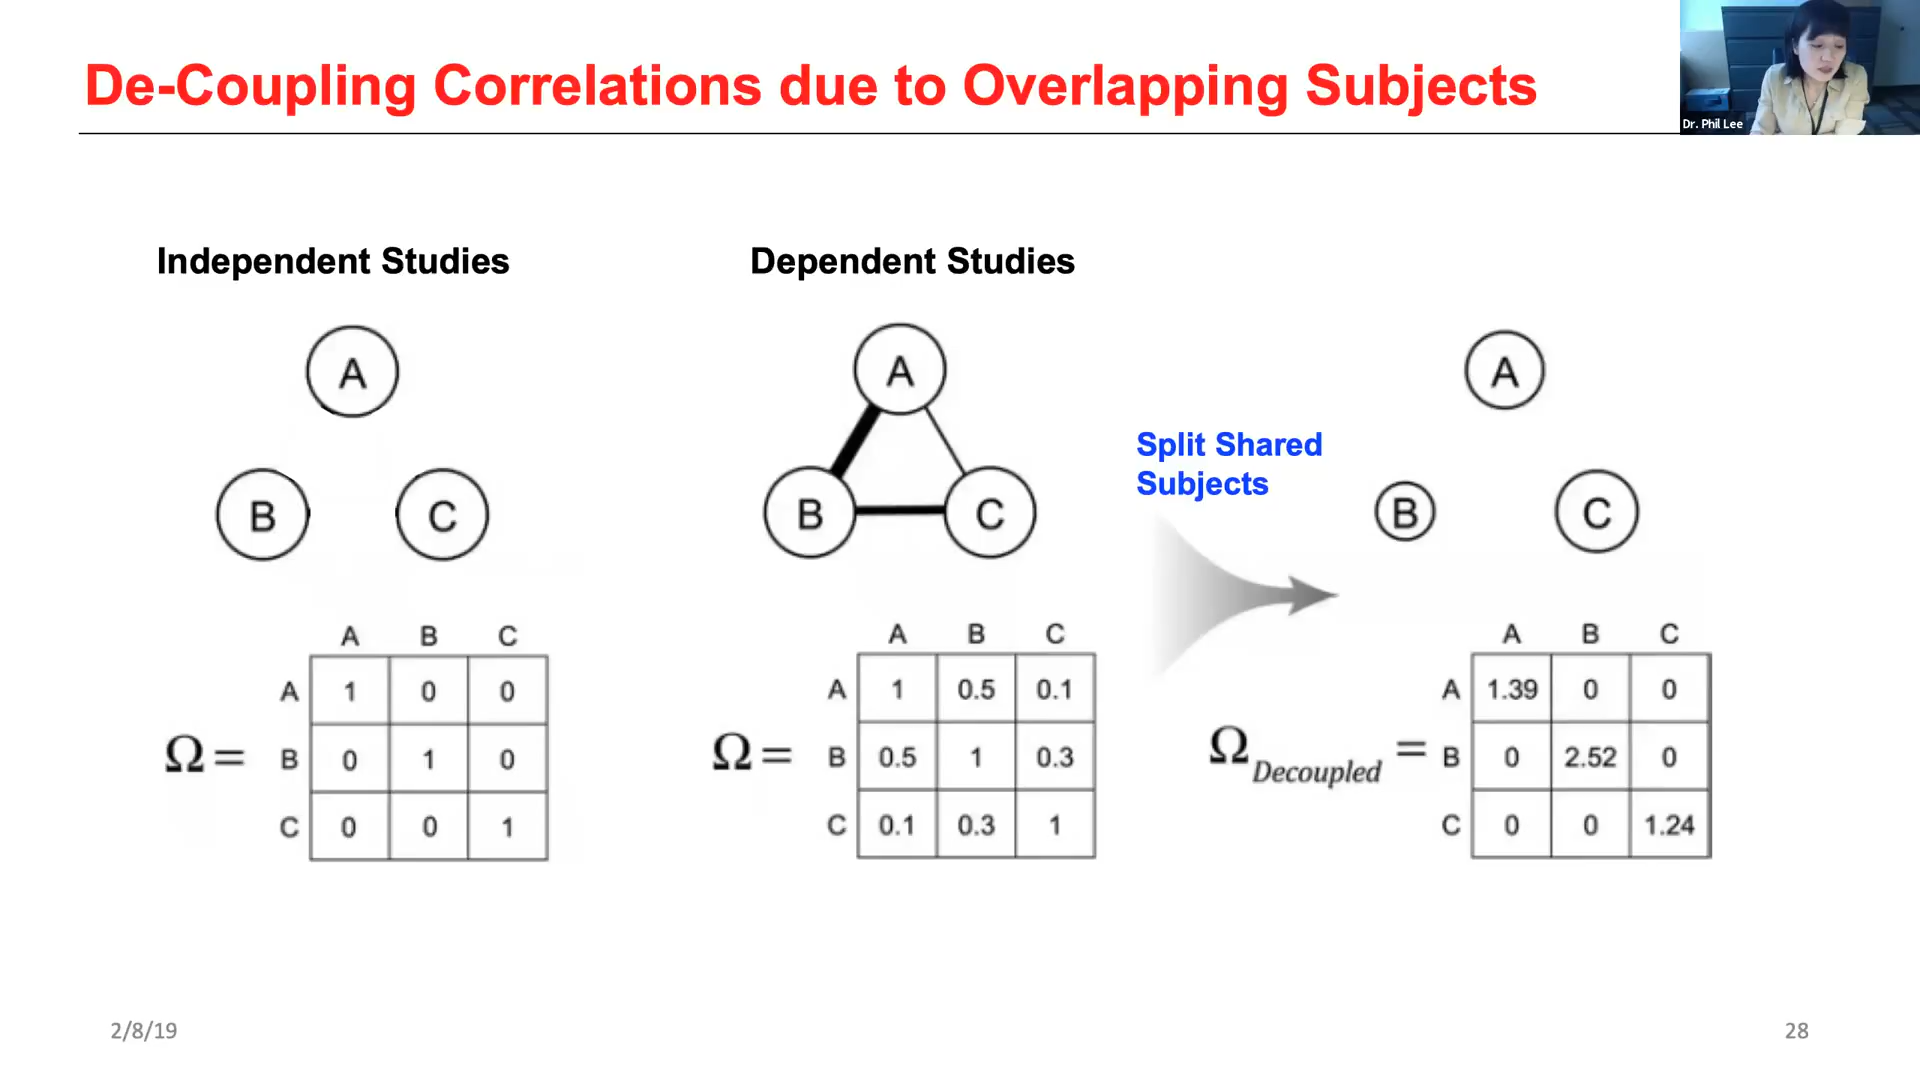 De-Coupling Correlations due to Overlapping Subjects
Dr. Phil Lee
Independent Studies
A
B C
A B C
Ω = A 1 0 0
B 0 1 0
C 0 0 1
Dependent Studies
A
B C
A B C
Ω = A 1 0.5 0.1
B 0.5 1 0.3
C 0.1 0.3 1
Split Shared
Subjects
A
B C
A B C
Ω Decoupled = A 1.39 0 0
B 0 2.52 0
C 0 0 1.24
2/8/19
28